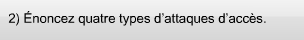 2) Énoncez quatre types d'attaques d'accès.